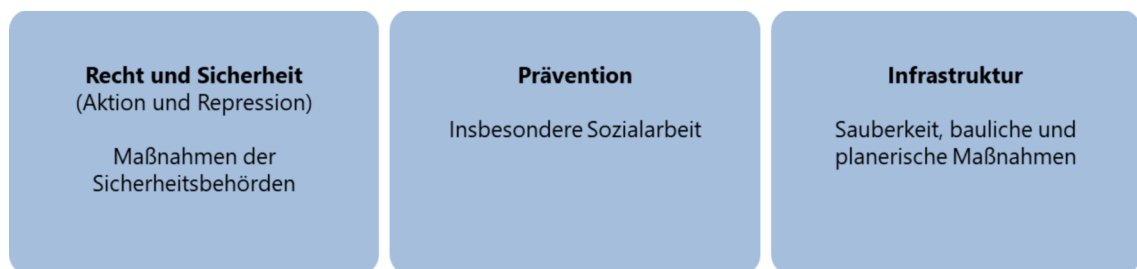 Recht und Sicherheit
(Aktion und Repression)
Maßnahmen der
Sicherheitsbehörden
Prävention
Insbesondere Sozialarbeit
Infrastruktur
Sauberkeit, bauliche und
planerische Maßnahmen